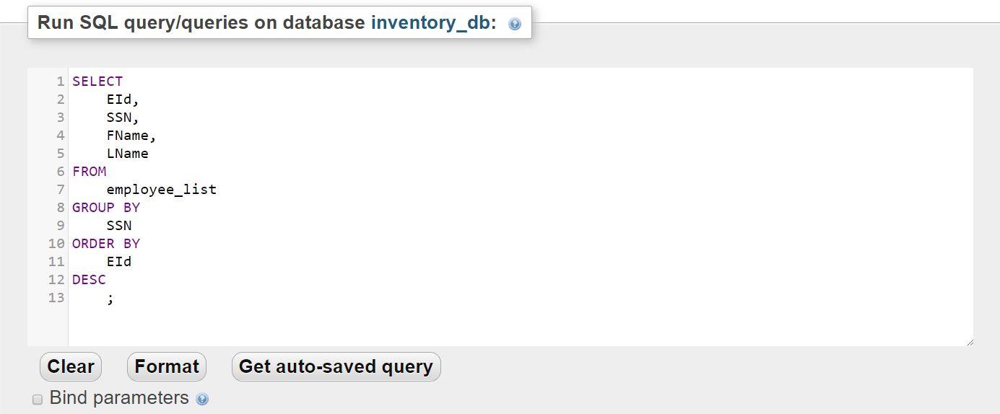 Run SQL query/queries on database inventory_db:
1 SELECT
2     EId,
3     SSN,
4     FName,
5     LName
6 FROM
7     employee_list
8 GROUP BY
9     SSN
10 ORDER BY
11     EId
12 DESC
13     ;
Clear Format Get auto-saved query
Bind parameters